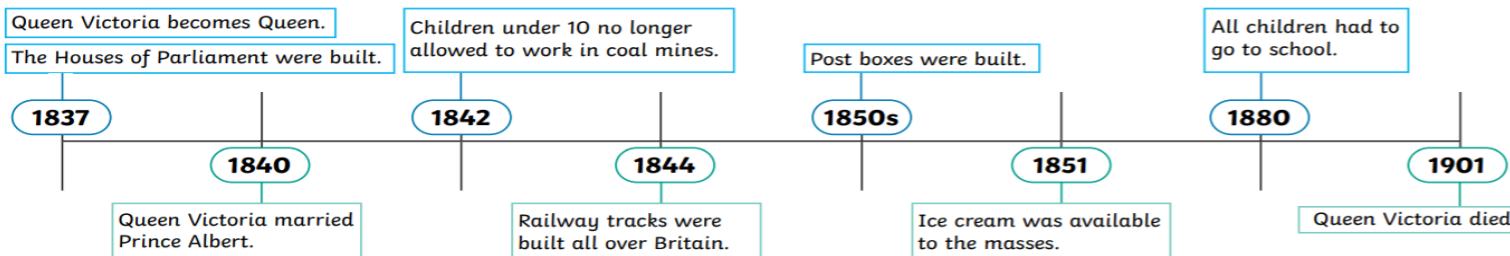 Queen Victoria becomes Queen.
The Houses of Parliament were built.
1837
1840
Queen Victoria married
Prince Albert.
Children under 10 no longer
allowed to work in coal mines.
1842
1844
Railway tracks were
built all over Britain.
Post boxes were built.
1850s
1851
Ice cream was available
to the masses.
All children had to
go to school.
1880
1901
Queen Victoria died